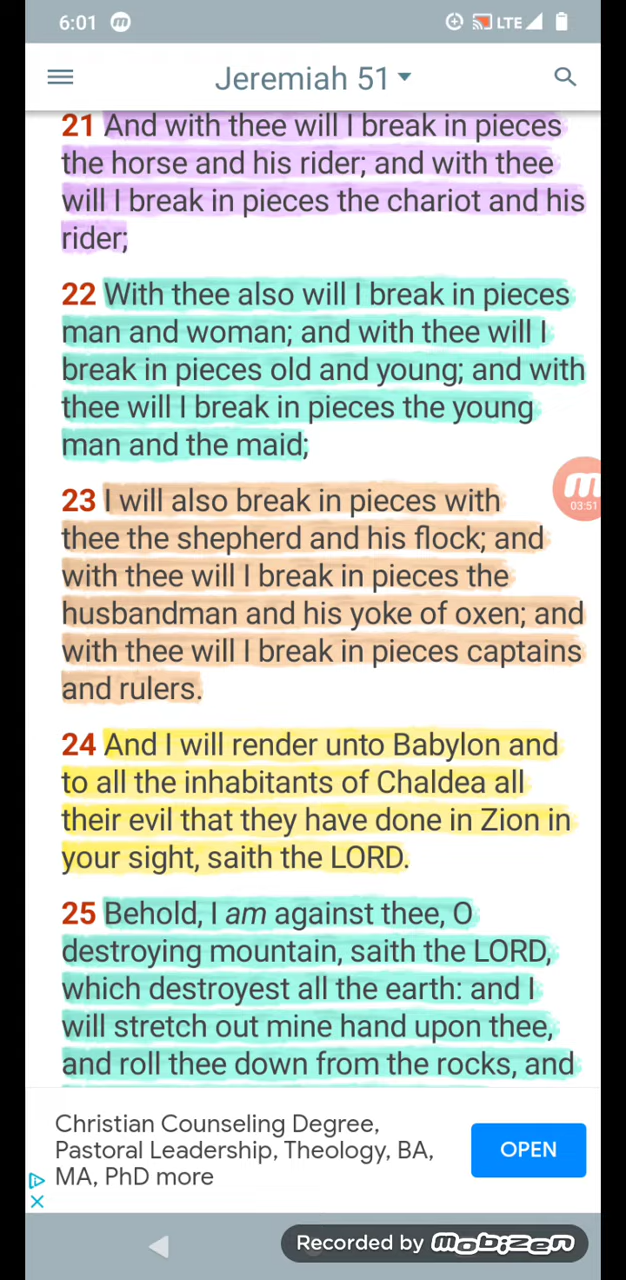 6:01 m LTE
Jeremiah 51
21 And with thee will I break in pieces
the horse and his rider; and with thee
will I break in pieces the chariot and his
rider;
22 With thee also will I break in pieces
man and woman; and with thee will I
break in pieces old and young; and with
thee will I break in pieces the young
man and the maid;
23 I will also break in pieces with
thee the shepherd and his flock; and
with thee will I break in pieces the
husbandman and his yoke of oxen; and
with thee will I break in pieces captains
and rulers.
m
03:51
24 And I will render unto Babylon and
to all the inhabitants of Chaldea all
their evil that they have done in Zion in
your sight, saith the LORD.
25 Behold, I am against thee, O
destroying mountain, saith the LORD,
which destroyest all the earth: and I
will stretch out mine hand upon thee,
and roll thee down from the rocks, and
Christian Counseling Degree,
Pastoral Leadership, Theology, BA,
MA, PhD more
OPEN
Recorded by mobizen